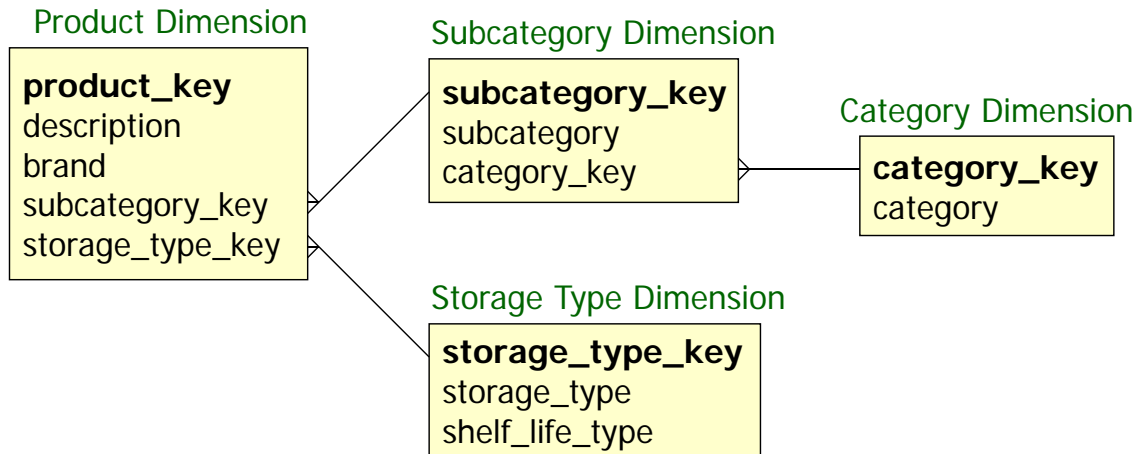 Product Dimension
product_key
description
brand
subcategory_key
storage_type_key
Subcategory Dimension
subcategory_key
subcategory
category_key
Category Dimension
category_key
category
Storage Type Dimension
storage_type_key
storage_type
shelf_life_type